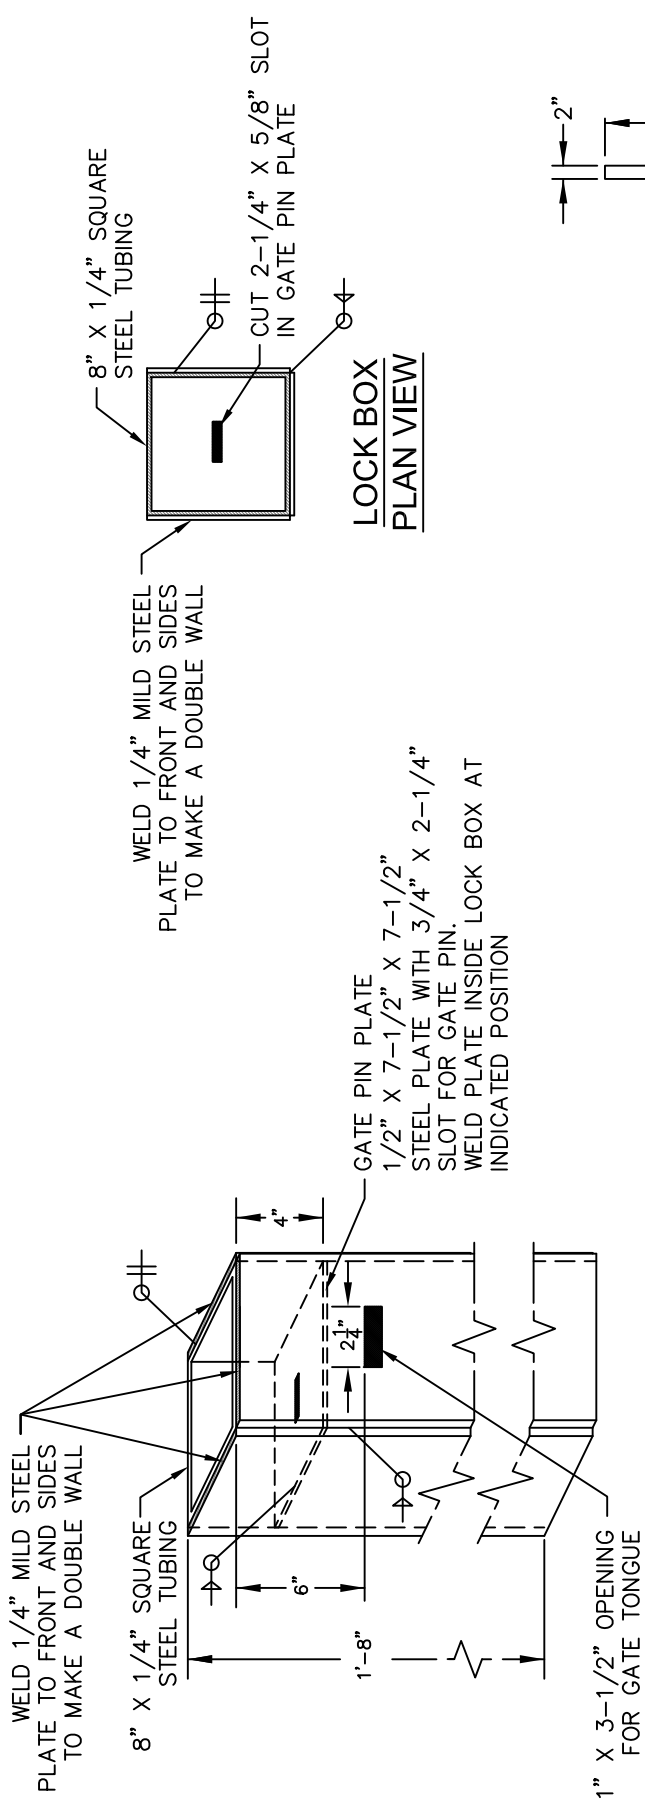 WELD 1/4" MILD STEEL
PLATE TO FRONT AND SIDES
TO MAKE A DOUBLE WALL
8" X 1/4" SQUARE
STEEL TUBING
6"
1'-8"
1" X 3-1/2" OPENING
FOR GATE TONGUE
4"
2 1/4"
GATE PIN PLATE
1/2" X 7-1/2" X 7-1/2"
STEEL PLATE WITH 3/4" X 2-1/4"
SLOT FOR GATE PIN.
WELD PLATE INSIDE LOCK BOX AT
INDICATED POSITION
WELD 1/4" MILD STEEL
PLATE TO FRONT AND SIDES
TO MAKE A DOUBLE WALL
8" X 1/4" SQUARE
STEEL TUBING
CUT 2-1/4" X 5/8" SLOT
IN GATE PIN PLATE
LOCK BOX
PLAN VIEW
2"